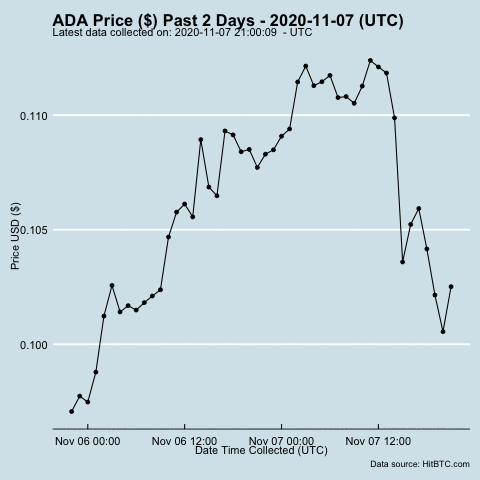 ADA Price ($) Past 2 Days - 2020-11-07 (UTC)
Latest data collected on: 2020-11-07 21:00:09  - UTC
Price USD ($)
0.110
0.105
0.100
Nov 06 00:00 Nov 06 12:00 Nov 07 00:00 Nov 07 12:00
Date Time Collected (UTC)
Data source: HitBTC.com